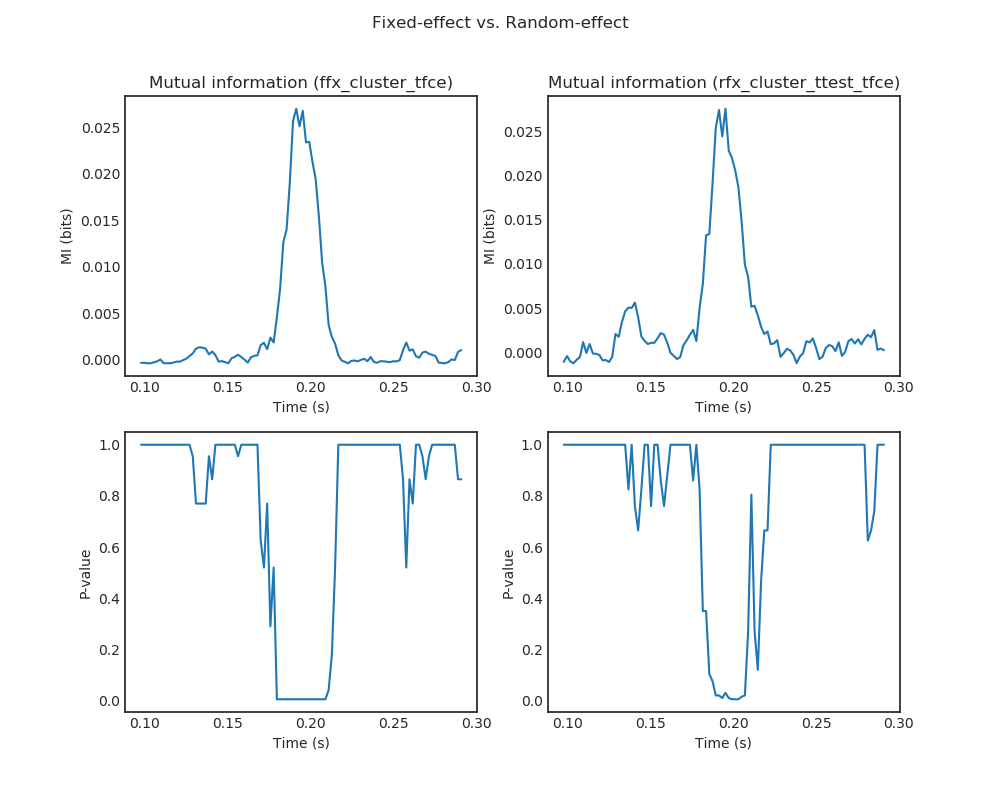 Fixed-effect vs. Random-effect
Mutual information (ffx_cluster_tfce)
MI (bits)
0.025
0.020
0.015
0.010
0.005
0.000
0.10 0.15 0.20 0.25 0.30
Time (s)
Mutual information (rfx_cluster_ttest_tfce)
MI (bits)
0.025
0.020
0.015
0.010
0.005
0.000
0.10 0.15 0.20 0.25 0.30
Time (s)
P-value
1.0
0.8
0.6
0.4
0.2
0.0
0.10 0.15 0.20 0.25 0.30
Time (s)
P-value
1.0
0.8
0.6
0.4
0.2
0.0
0.10 0.15 0.20 0.25 0.30
Time (s)